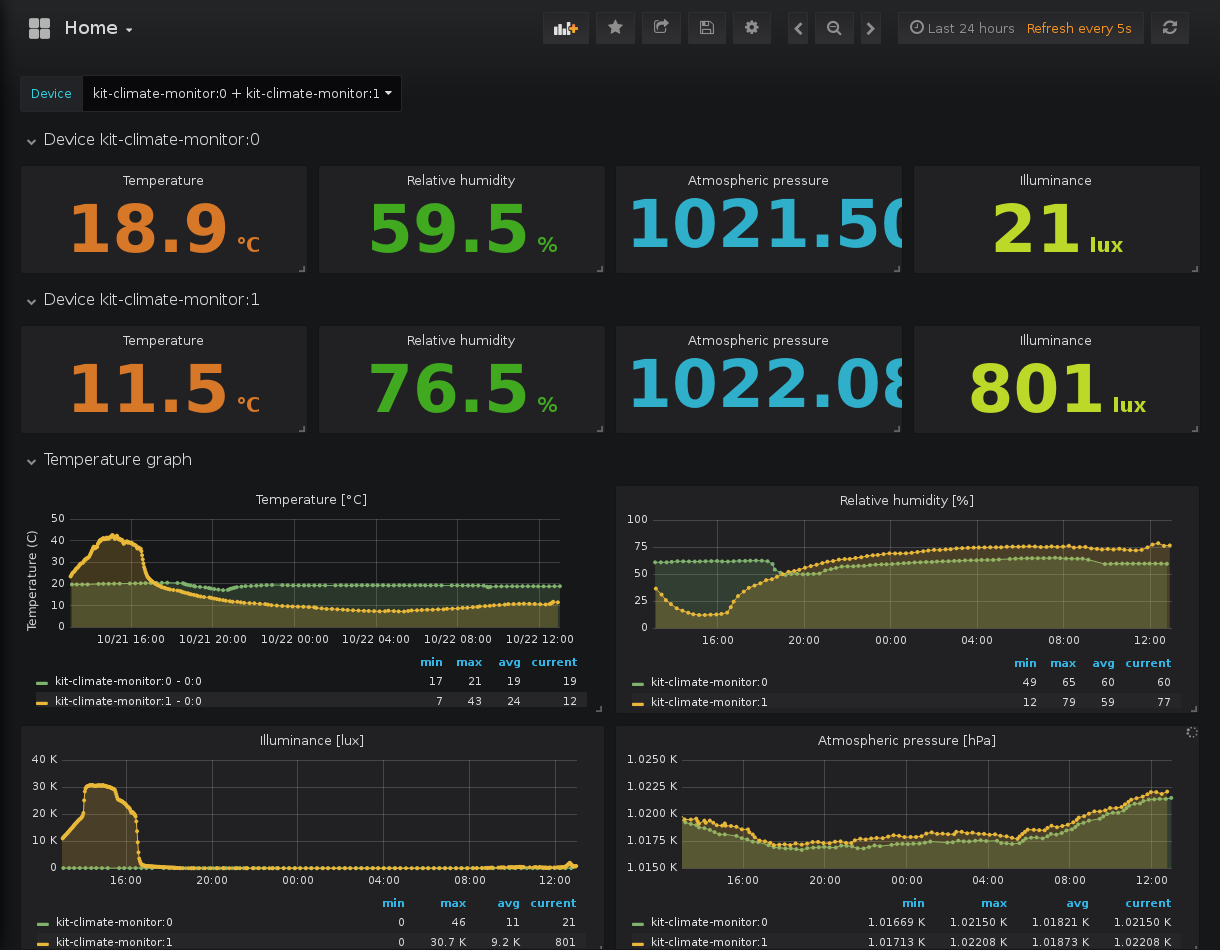 Home
Last 24 hours Refresh every 5s
Device kit-climate-monitor:0 + kit-climate-monitor:1
Device kit-climate-monitor:0
Temperature Relative humidity Atmospheric pressure Illuminance
18.9 °C 59.5 % 1021.50 21 lux
Device kit-climate-monitor:1
Temperature Relative humidity Atmospheric pressure Illuminance
11.5 °C 76.5 % 1022.08 801 lux
Temperature graph
Temperature [°C]
Temperature (C)
50
40
30
20
10
0
10/21 16:00 10/21 20:00 10/22 00:00 10/22 04:00 10/22 08:00 10/22 12:00
min max avg current
kit-climate-monitor:0 - 0:0 17 21 19 19
kit-climate-monitor:1 - 0:0 7 43 24 12
Relative humidity [%]
100
75
50
25
0
16:00 20:00 00:00 04:00 08:00 12:00
min max avg current
kit-climate-monitor:0 49 65 60 60
kit-climate-monitor:1 12 79 59 77
Illuminance [lux]
40 K
30 K
20 K
10 K
0
16:00 20:00 00:00 04:00 08:00 12:00
min max avg current
kit-climate-monitor:0 0 46 11 21
kit-climate-monitor:1 0 30.7 K 9.2 K 801
Atmospheric pressure [hPa]
1.0250 K
1.0225 K
1.0200 K
1.0175 K
1.0150 K
16:00 20:00 00:00 04:00 08:00 12:00
min max avg current
kit-climate-monitor:0 1.01669 K 1.02150 K 1.01821 K 1.02150 K
kit-climate-monitor:1 1.01713 K 1.02208 K 1.01873 K 1.02208 K